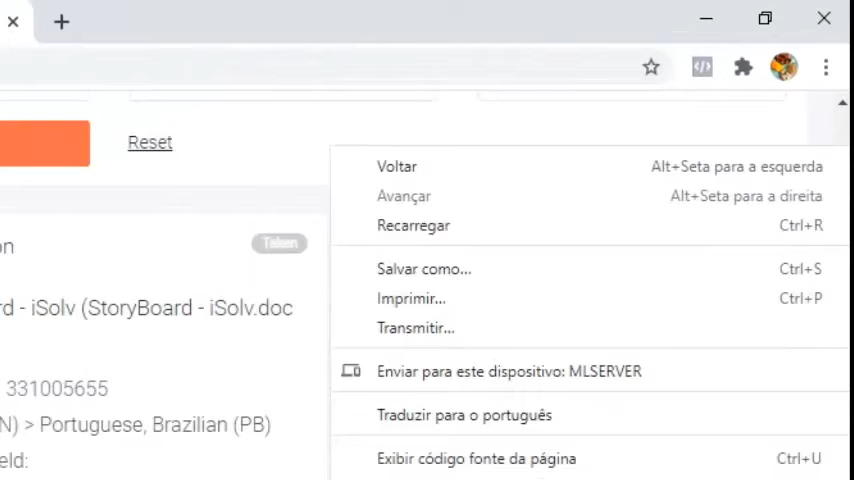 Reset
Voltar Alt+Seta para a esquerda
Avançar Alt+Seta para a direita
Recarregar Ctrl+R
Salvar como... Ctrl+S
Imprimir... Ctrl+P
Transmitir...
Enviar para este dispositivo: MLSERVER
Traduzir para o português
Exibir código fonte da página Ctrl+U
on Taken
rd - iSolv (StoryBoard - iSolv.doc
331005655
N) > Portuguese, Brazilian (PB)
eld: